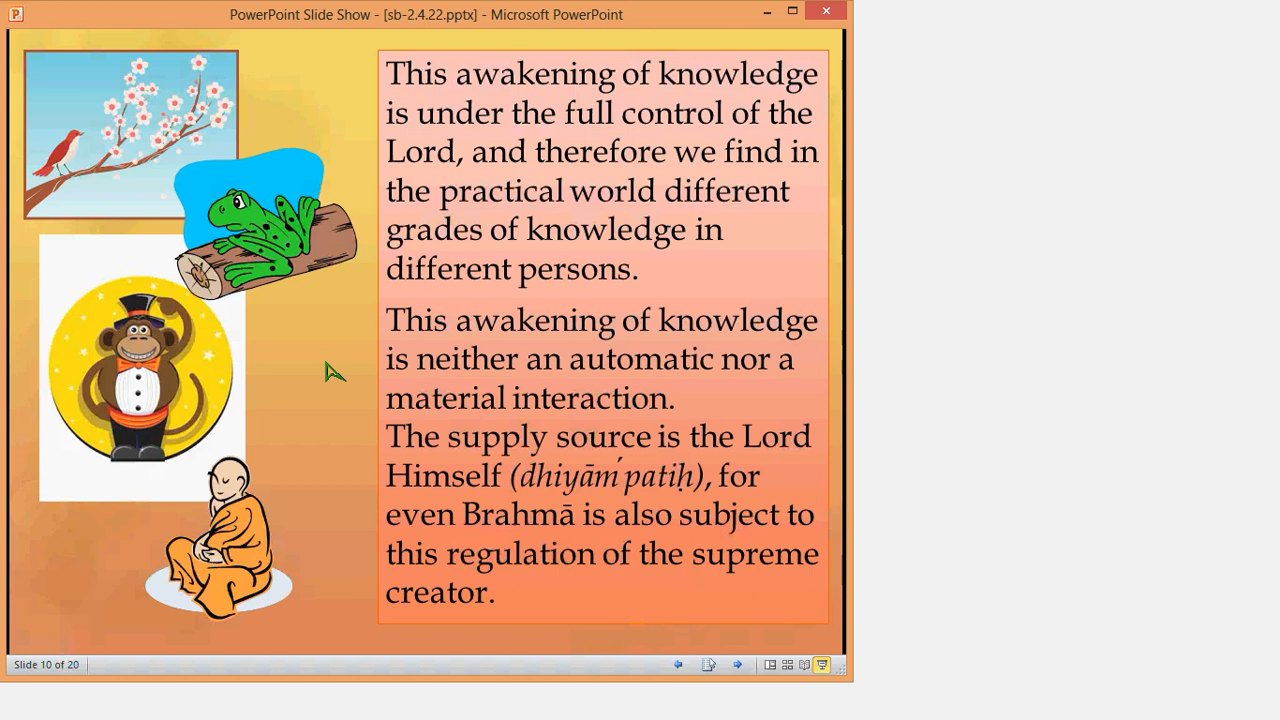 PowerPoint Slide Show - [sb-2.4.22.pptx] - Microsoft PowerPoint
This awakening of knowledge
is under the full control of the
Lord, and therefore we find in
the practical world different
grades of knowledge in
different persons.
This awakening of knowledge
is neither an automatic nor a
material interaction.
The supply source is the Lord
Himself (dhiyāḿ patiḥ), for
even Brahmā is also subject to
this regulation of the supreme
creator.
Slide 10 of 20